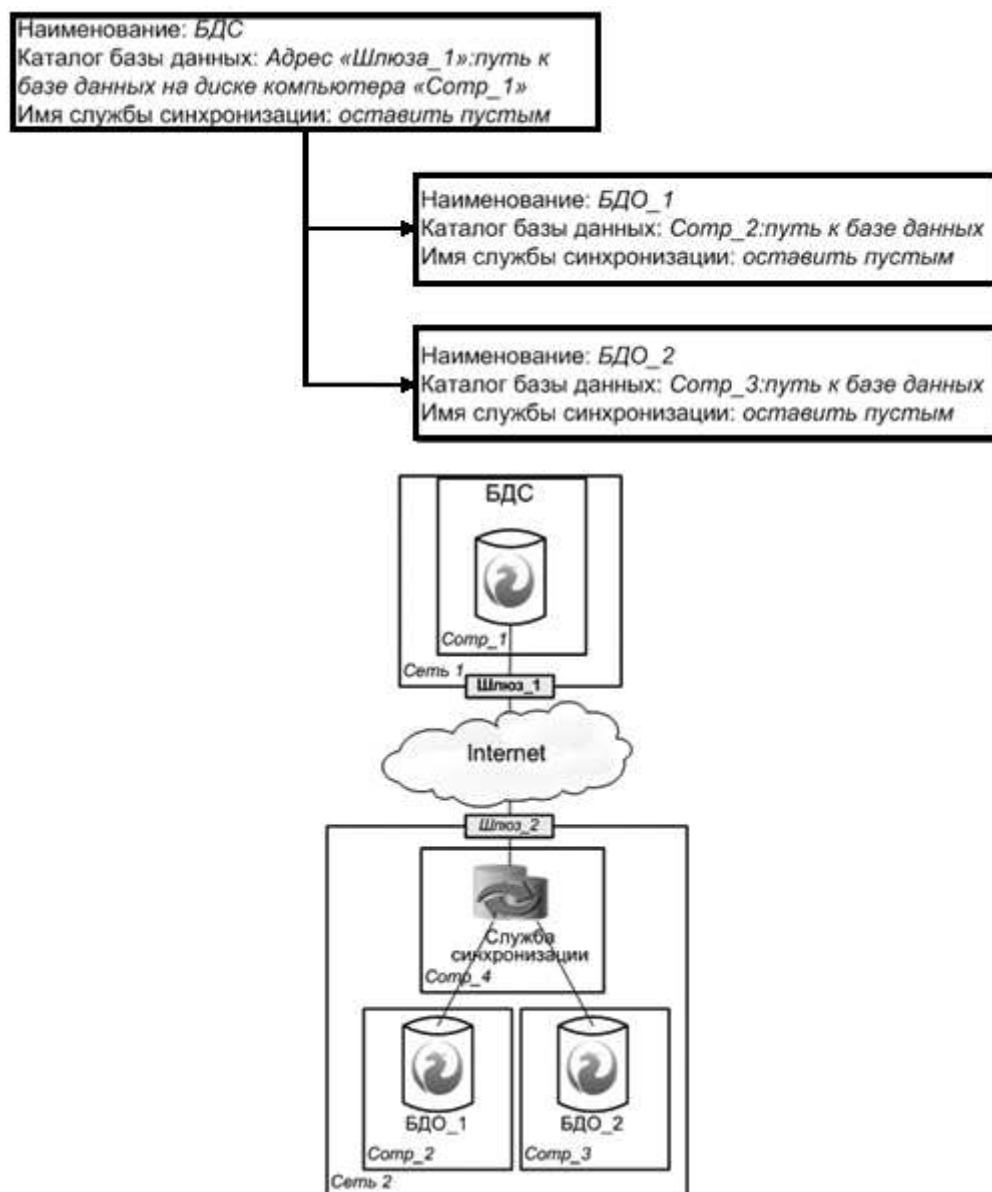 Наименование: БДС
Каталог базы данных: Адрес «Шлюза_1»:путь к
базе данных на диске компьютера «Comp_1»
Имя службы синхронизации: оставить пустым
Наименование: БДО_1
Каталог базы данных: Comp_2:путь к базе данных
Имя службы синхронизации: оставить пустым
Наименование: БДО_2
Каталог базы данных: Comp_3:путь к базе данных
Имя службы синхронизации: оставить пустым
БДС
Comp_1
Сеть 1
Шлюз_1
Internet
Шлюз_2
Служба
синхронизации
Comp_4
БДО_1
Comp_2
БДО_2
Comp_3
Сеть 2